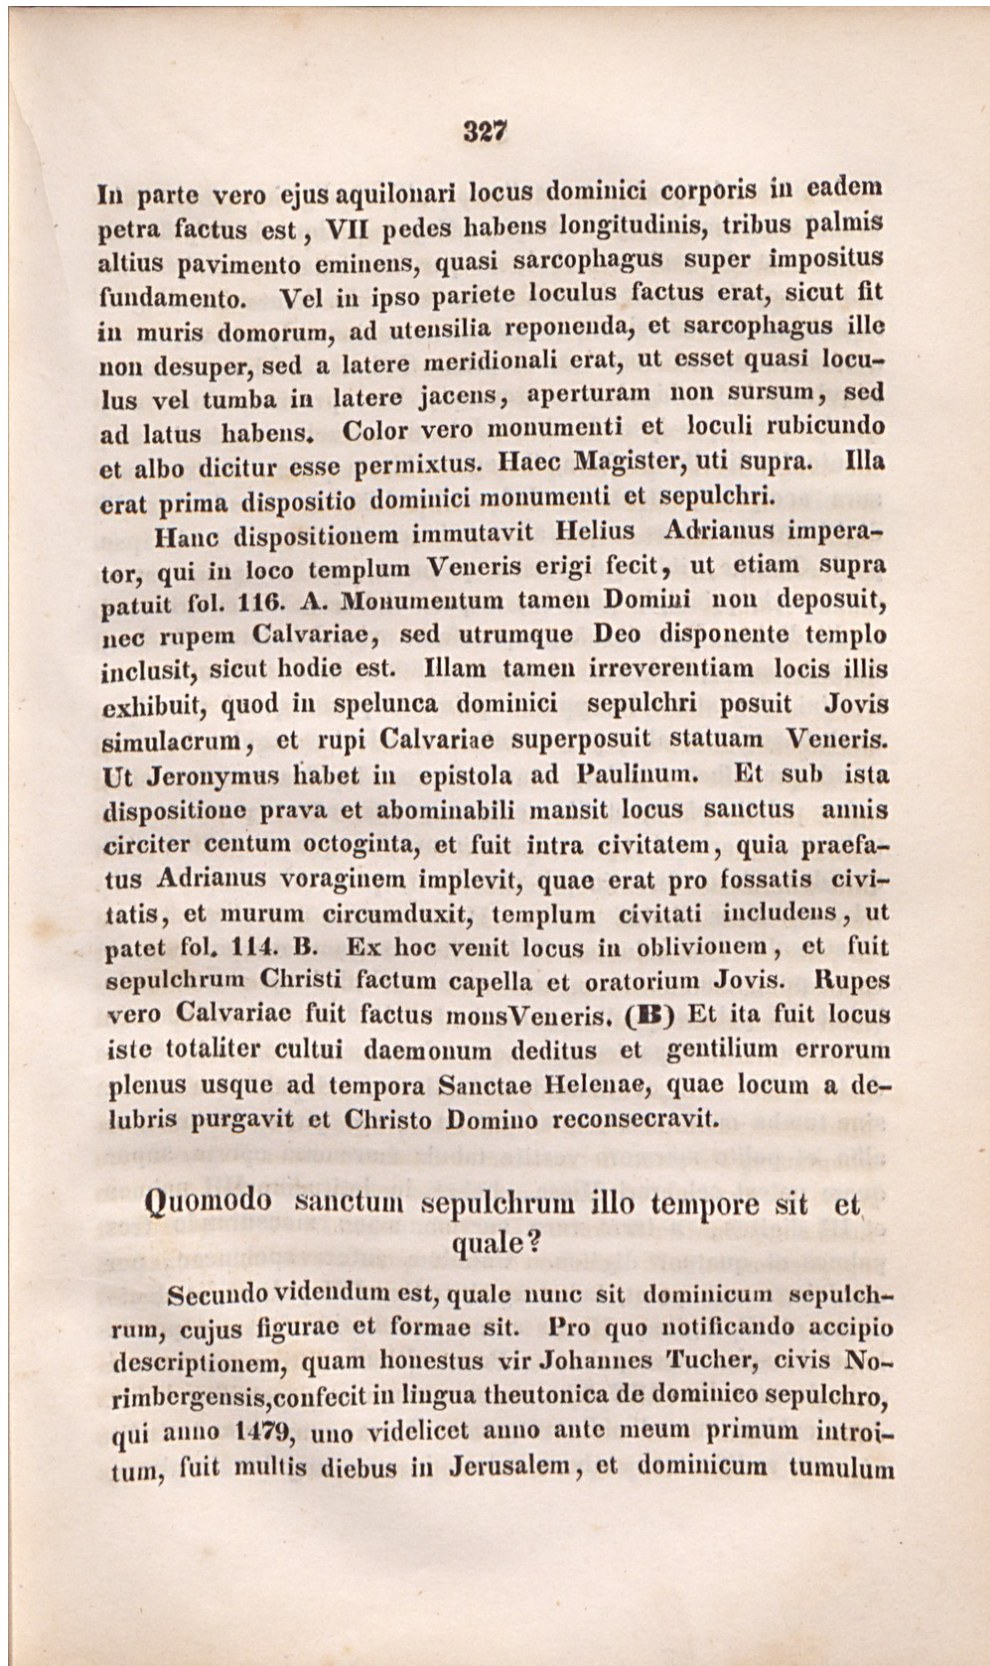 327
In parte vero ejus aquilonari locus dominici corporis in eadem
petra factus est, VII pedes habens longitudinis, tribus palmis
altius pavimento eminens, quasi sarcophagus super impositus
fundamento. Vel in ipso pariete loculus factus erat, sicut fit
in muris domorum, ad utensilia reponenda, et sarcophagus ille
non desuper, sed a latere meridionali erat, ut esset quasi locu-
lus vel tumba in latere jacens, aperturam non sursum, sed
ad latus habens. Color vero monumenti et loculi rubicundo
et albo dicitur esse permixtus. Haec Magister, uti supra. Illa
erat prima dispositio dominici monumenti et sepulchri.
Hanc dispositionem immutavit Helius Adrianus impera-
tor, qui in loco templum Veneris erigi fecit, ut etiam supra
patuit fol. 116. A. Monumentum tamen Domini non deposuit,
nec rupem Calvariae, sed utrumque Deo disponente templo
inclusit, sicut hodie est. Illam tamen irreverentiam locis illis
exhibuit, quod in spelunca dominici sepulchri posuit Jovis
simulacrum, et rupi Calvariae superposuit statuam Veneris.
Ut Jeronymus habet in epistola ad Paulinum. Et sub ista
dispositione prava et abominabili mansit locus sanctus annis
circiter centum octoginta, et fuit intra civitatem, quia praefa-
tus Adrianus voraginem implevit, quae erat pro fossatis civi-
tatis, et murum circumduxit, templum civitati includens, ut
patet fol. 114. B. Ex hoc venit locus in oblivionem, et fuit
sepulchrum Christi factum capella et oratorium Jovis. Rupes
vero Calvariae fuit factus mons Veneris. (B) Et ita fuit locus
iste totaliter cultui daemonum deditus et gentilium errorum
plenus usque ad tempora Sanctae Helenae, quae locum a de-
lubris purgavit et Christo Domino reconsecravit.
Quomodo sanctum sepulchrum illo tempore sit et
quale?
Secundo videndum est, quale nunc sit dominicum sepulch-
rum, cujus figurae et formae sit. Pro quo notificando accipio
descriptionem, quam honestus vir Johannes Tucher, civis No-
rimbergensis, confecit in lingua theutonica de dominico sepulchro,
qui anno 1479, uno videlicet anno ante meum primum introi-
tum, fuit multis diebus in Jerusalem, et dominicum tumulum